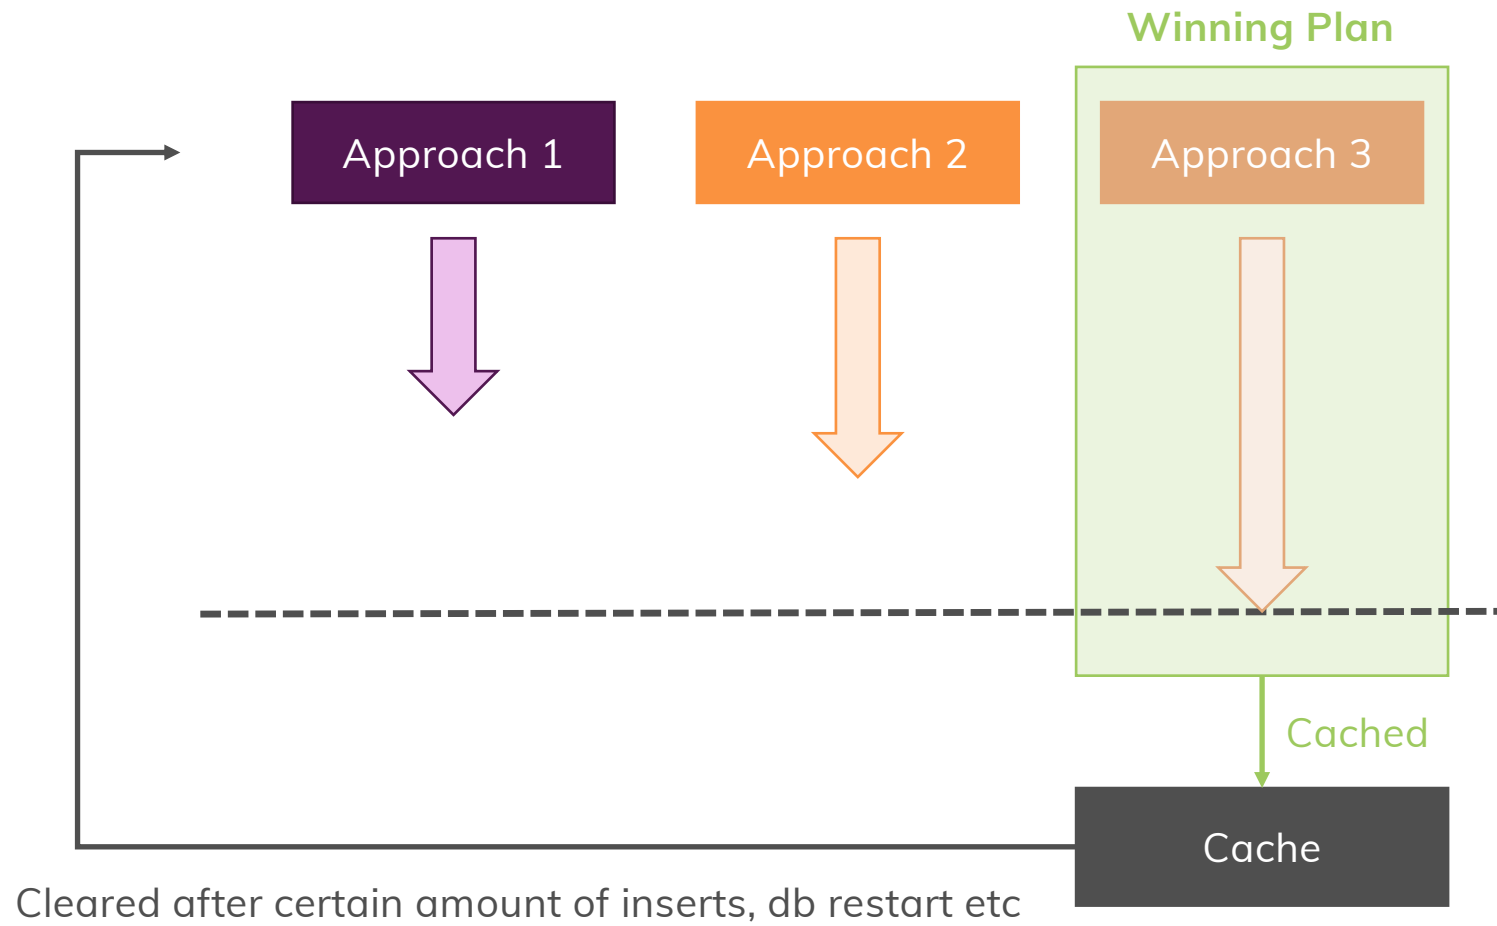 Winning Plan
Approach 1
Approach 2
Approach 3
Cached
Cache
Cleared after certain amount of inserts, db restart etc